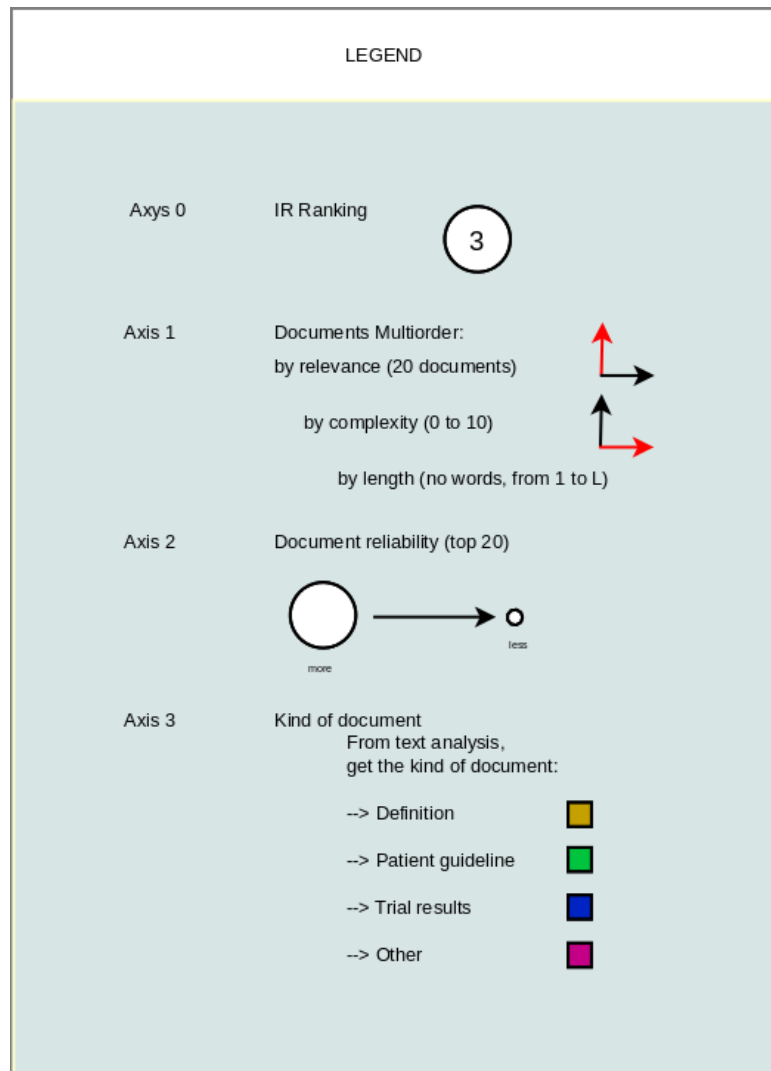 LEGEND
Axys 0 IR Ranking 3
Axis 1 Documents Multiorder:
by relevance (20 documents)
by complexity (0 to 10)
by length (no words, from 1 to L)
Axis 2 Document reliability (top 20)
more less
Axis 3 Kind of document
From text analysis,
get the kind of document:
--> Definition
--> Patient guideline
--> Trial results
--> Other